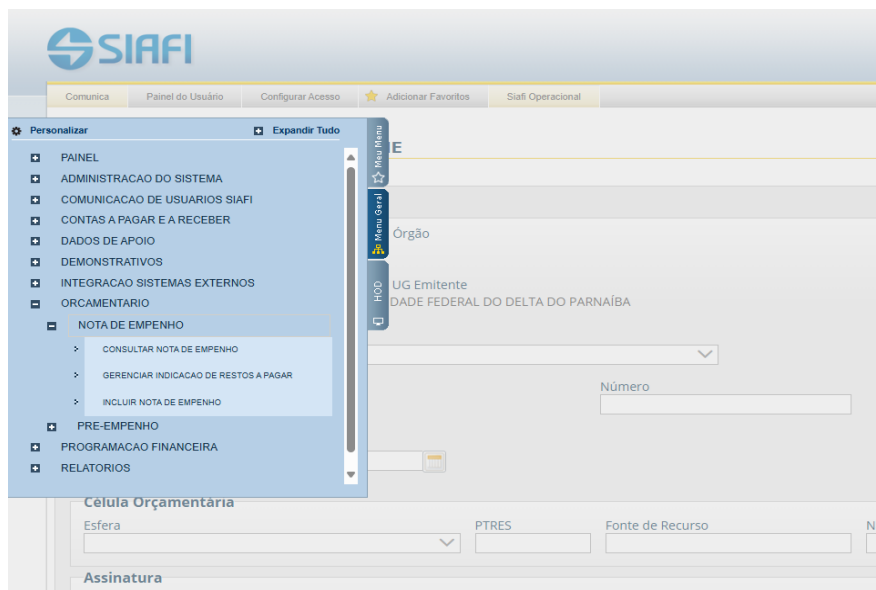 SIAFI
Comunica
Painel do Usuário
Configurar Acesso
Adicionar Favoritos
Siafi Operacional
Personalizar
Expandir Tudo
PAINEL
ADMINISTRACAO DO SISTEMA
COMUNICACAO DE USUARIOS SIAFI
CONTAS A PAGAR E A RECEBER
DADOS DE APOIO
DEMONSTRATIVOS
INTEGRACAO SISTEMAS EXTERNOS
ORCAMENTARIO
NOTA DE EMPENHO
CONSULTAR NOTA DE EMPENHO
GERENCIAR INDICACAO DE RESTOS A PAGAR
INCLUIR NOTA DE EMPENHO
PRE-EMPENHO
PROGRAMACAO FINANCEIRA
RELATORIOS
Meu Menu
Menu Geral
HOD
Órgão
UG Emitente
DADE FEDERAL DO DELTA DO PARNAÍBA
Número
Célula Orçamentária
Esfera
PTRES
Fonte de Recurso
N
Assinatura